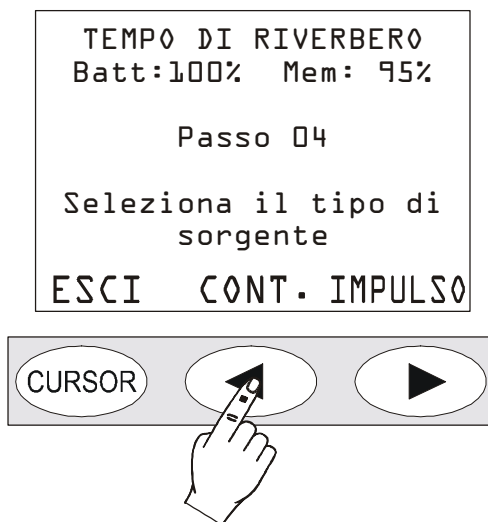 TEMPO DI RIVERBERO
Batt:100% Mem: 95%
Passo 04
Seleziona il tipo di
sorgente
ESCI CONT. IMPULSO
CURSOR